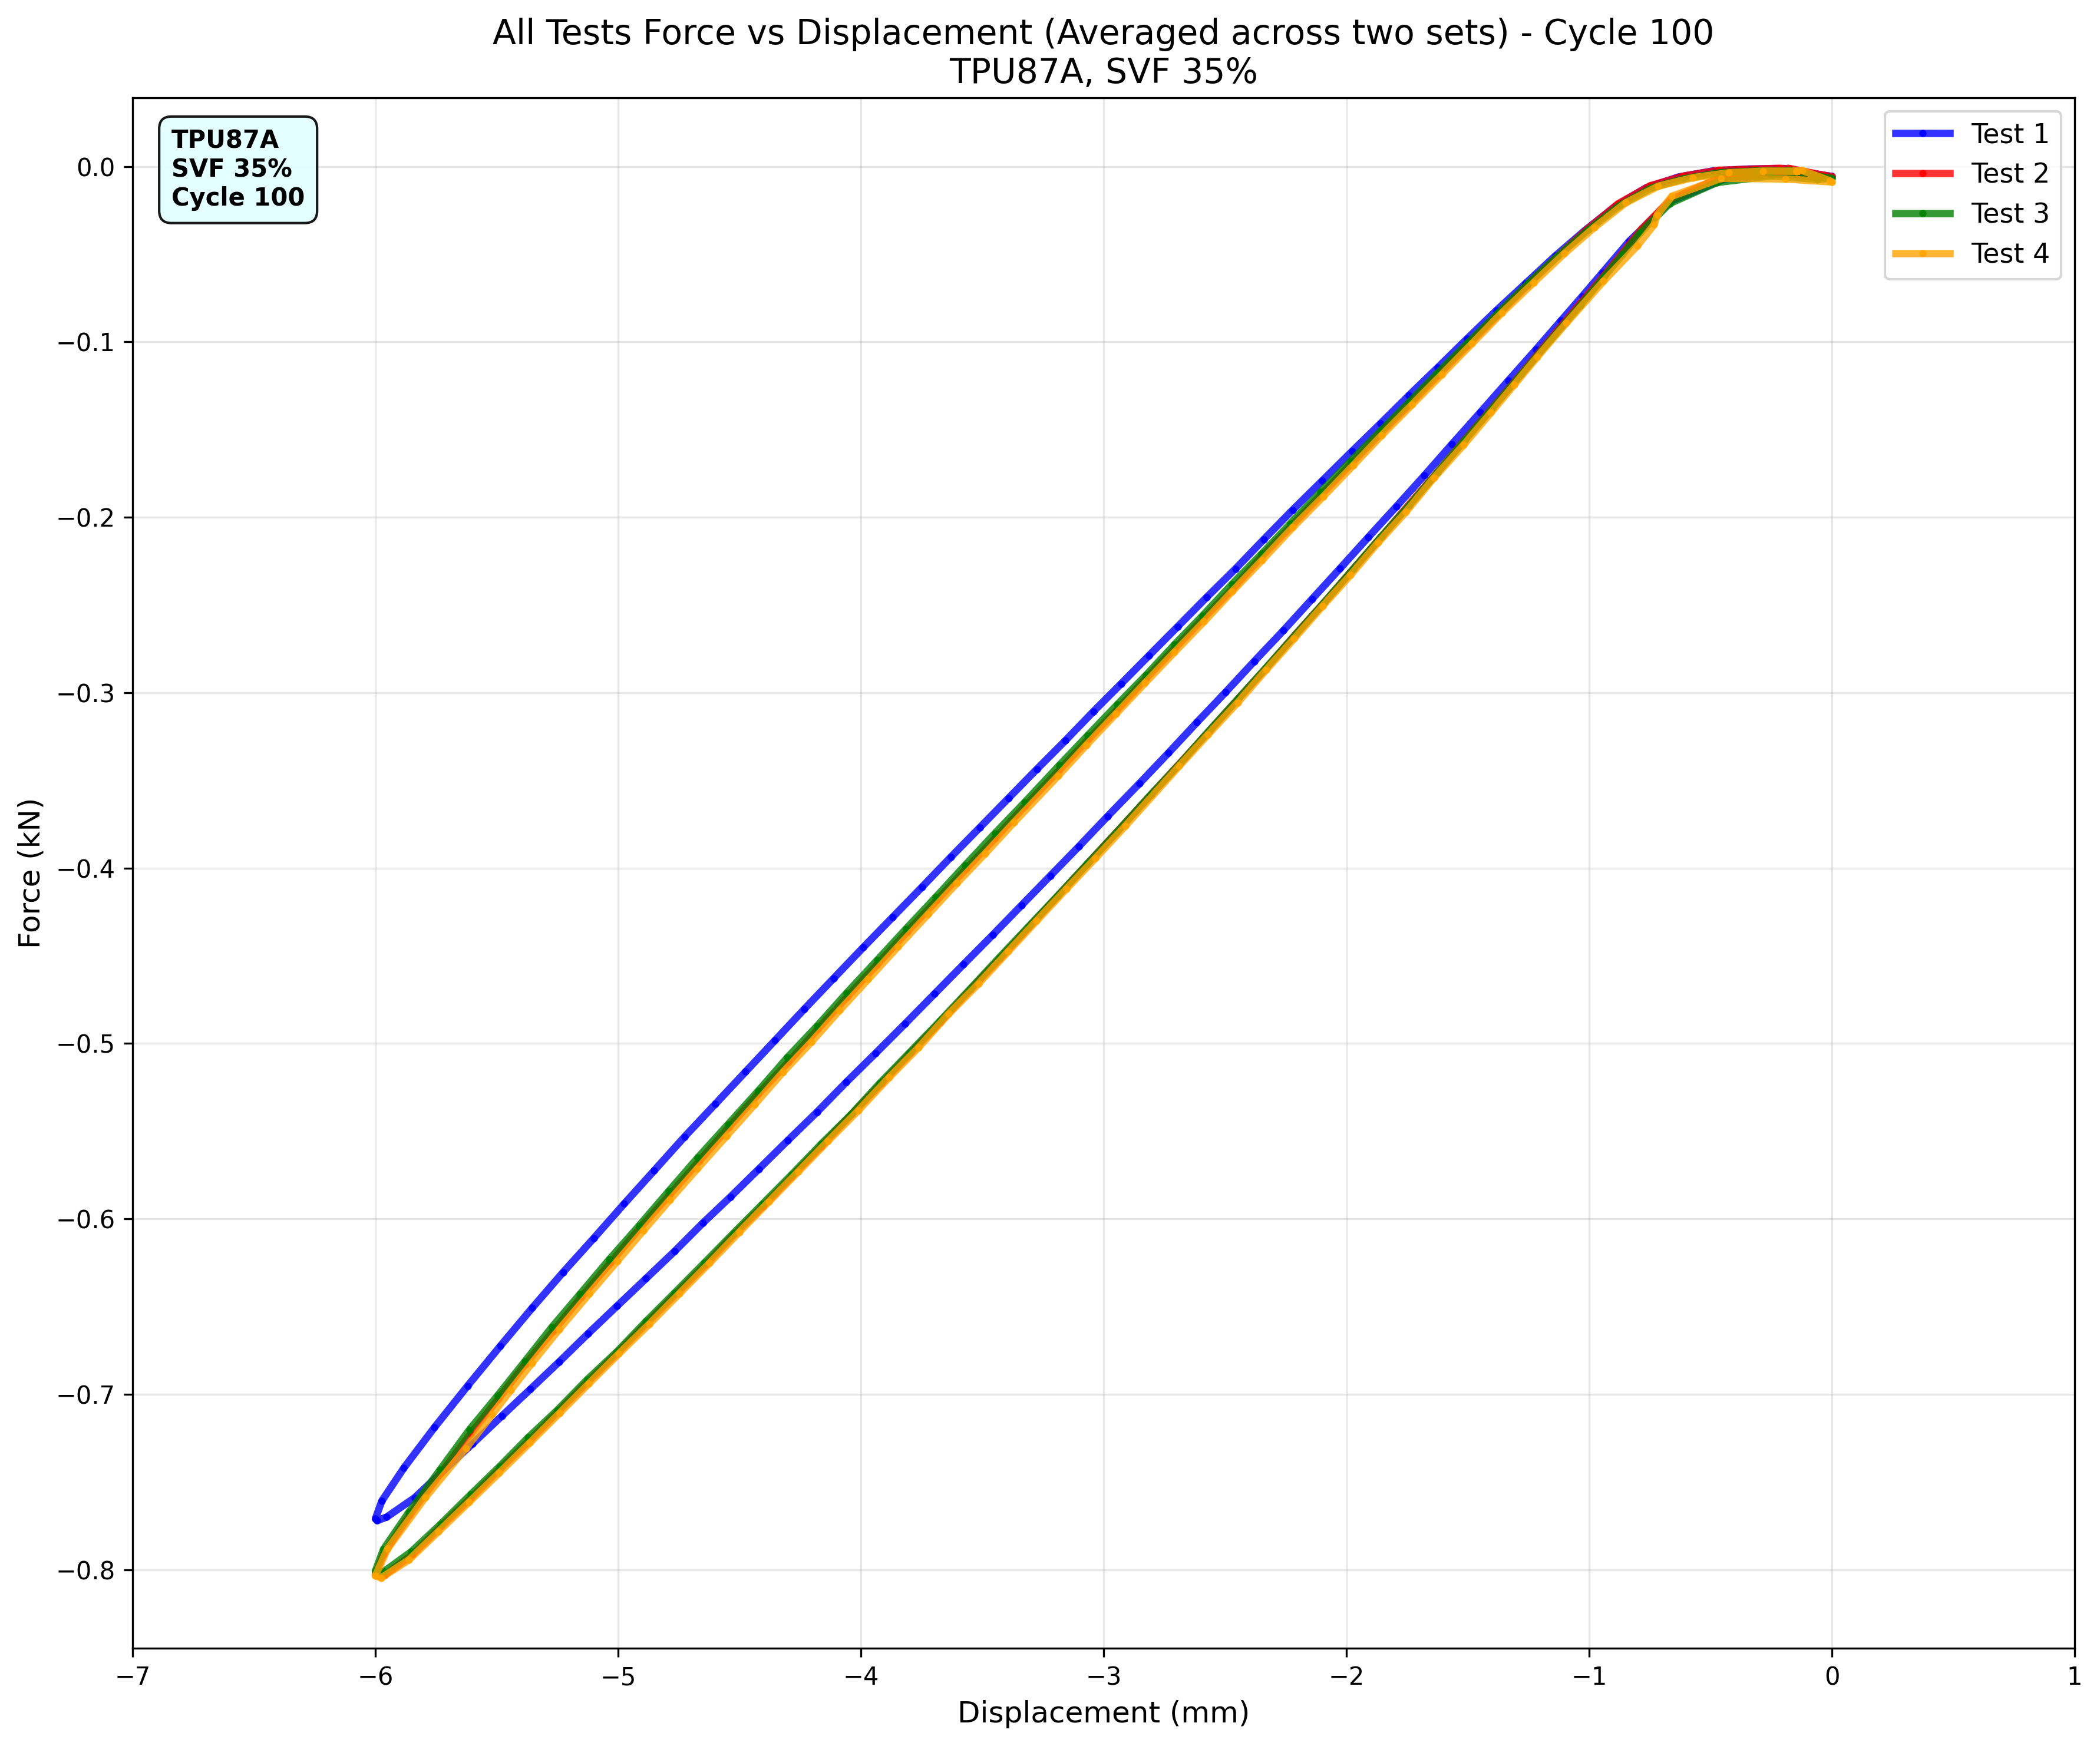 All Tests Force vs Displacement (Averaged across two sets) - Cycle 100
TPU87A, SVF 35%
TPU87A
SVF 35%
Cycle 100
Test 1
Test 2
Test 3
Test 4
0.0
−0.1
−0.2
−0.3
−0.4
−0.5
−0.6
−0.7
−0.8
Force (kN)
−7
−6
−5
−4
−3
−2
−1
0
1
Displacement (mm)